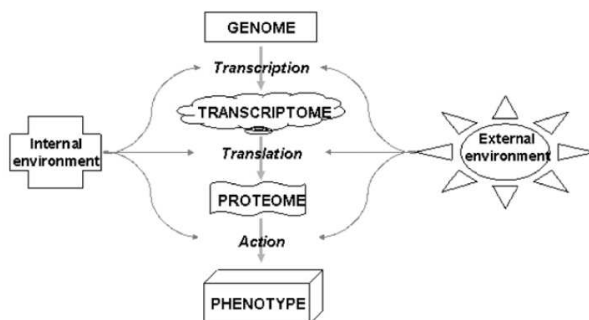 GENOME
Transcription
TRANSCRIPTOME
Internal
environment
Translation
External
environment
PROTEOME
Action
PHENOTYPE